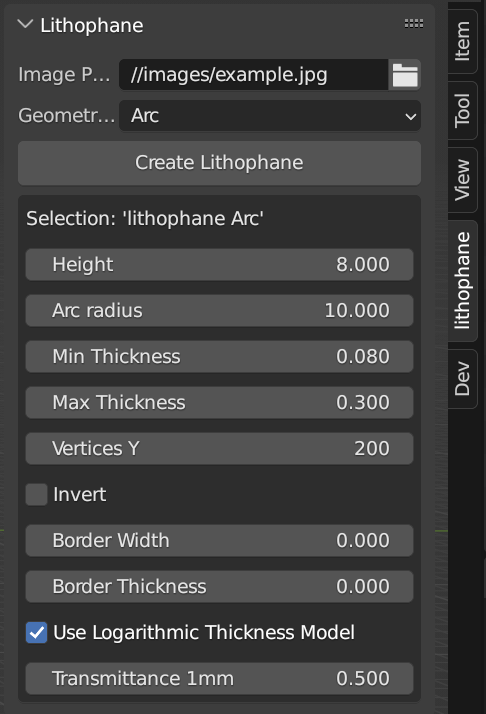 Lithophane
Image P... //images/example.jpg
Geometr... Arc
Create Lithophane
Selection: 'lithophane Arc'
Height 8.000
Arc radius 10.000
Min Thickness 0.080
Max Thickness 0.300
Vertices Y 200
Invert
Border Width 0.000
Border Thickness 0.000
Use Logarithmic Thickness Model
Transmittance 1mm 0.500
Item
Tool
View
lithophane
Dev